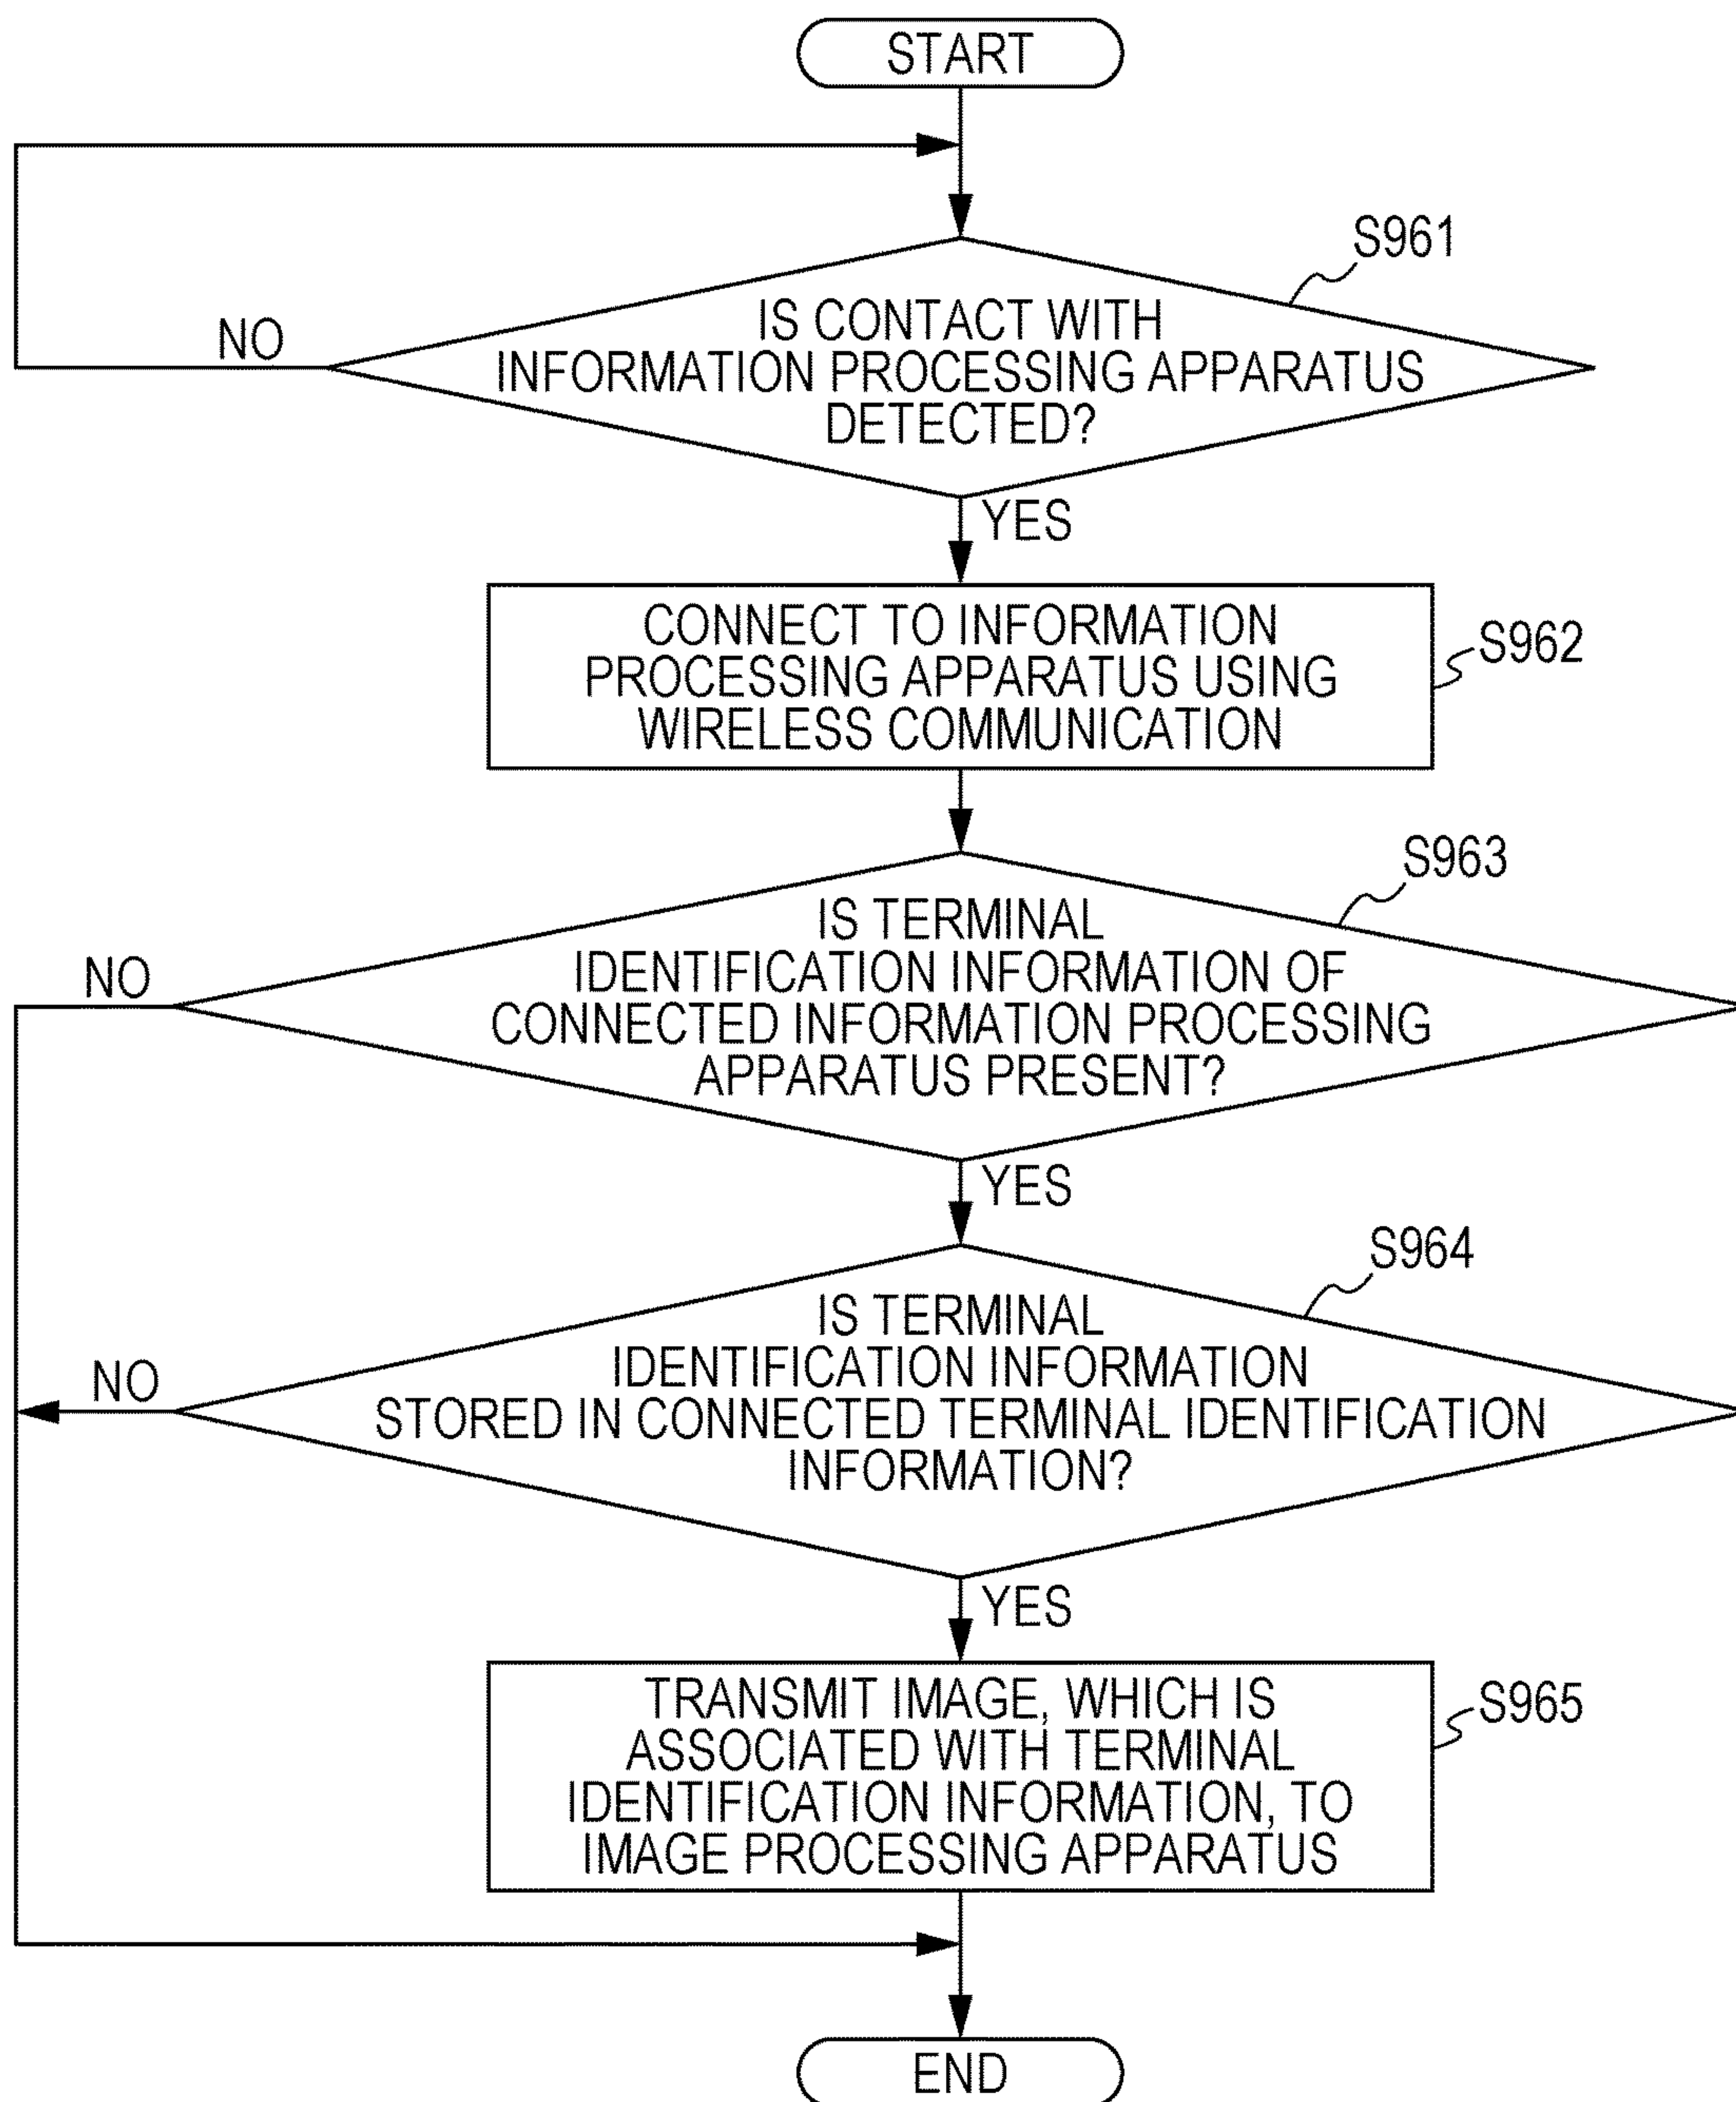 START
S961
IS CONTACT WITH
INFORMATION PROCESSING APPARATUS
DETECTED?
NO
YES
CONNECT TO INFORMATION
PROCESSING APPARATUS USING
WIRELESS COMMUNICATION
S962
S963
IS TERMINAL
IDENTIFICATION INFORMATION OF
CONNECTED INFORMATION PROCESSING
APPARATUS PRESENT?
NO
YES
S964
IS TERMINAL
IDENTIFICATION INFORMATION
STORED IN CONNECTED TERMINAL IDENTIFICATION
INFORMATION?
NO
YES
TRANSMIT IMAGE, WHICH IS
ASSOCIATED WITH TERMINAL
IDENTIFICATION INFORMATION, TO
IMAGE PROCESSING APPARATUS
S965
END